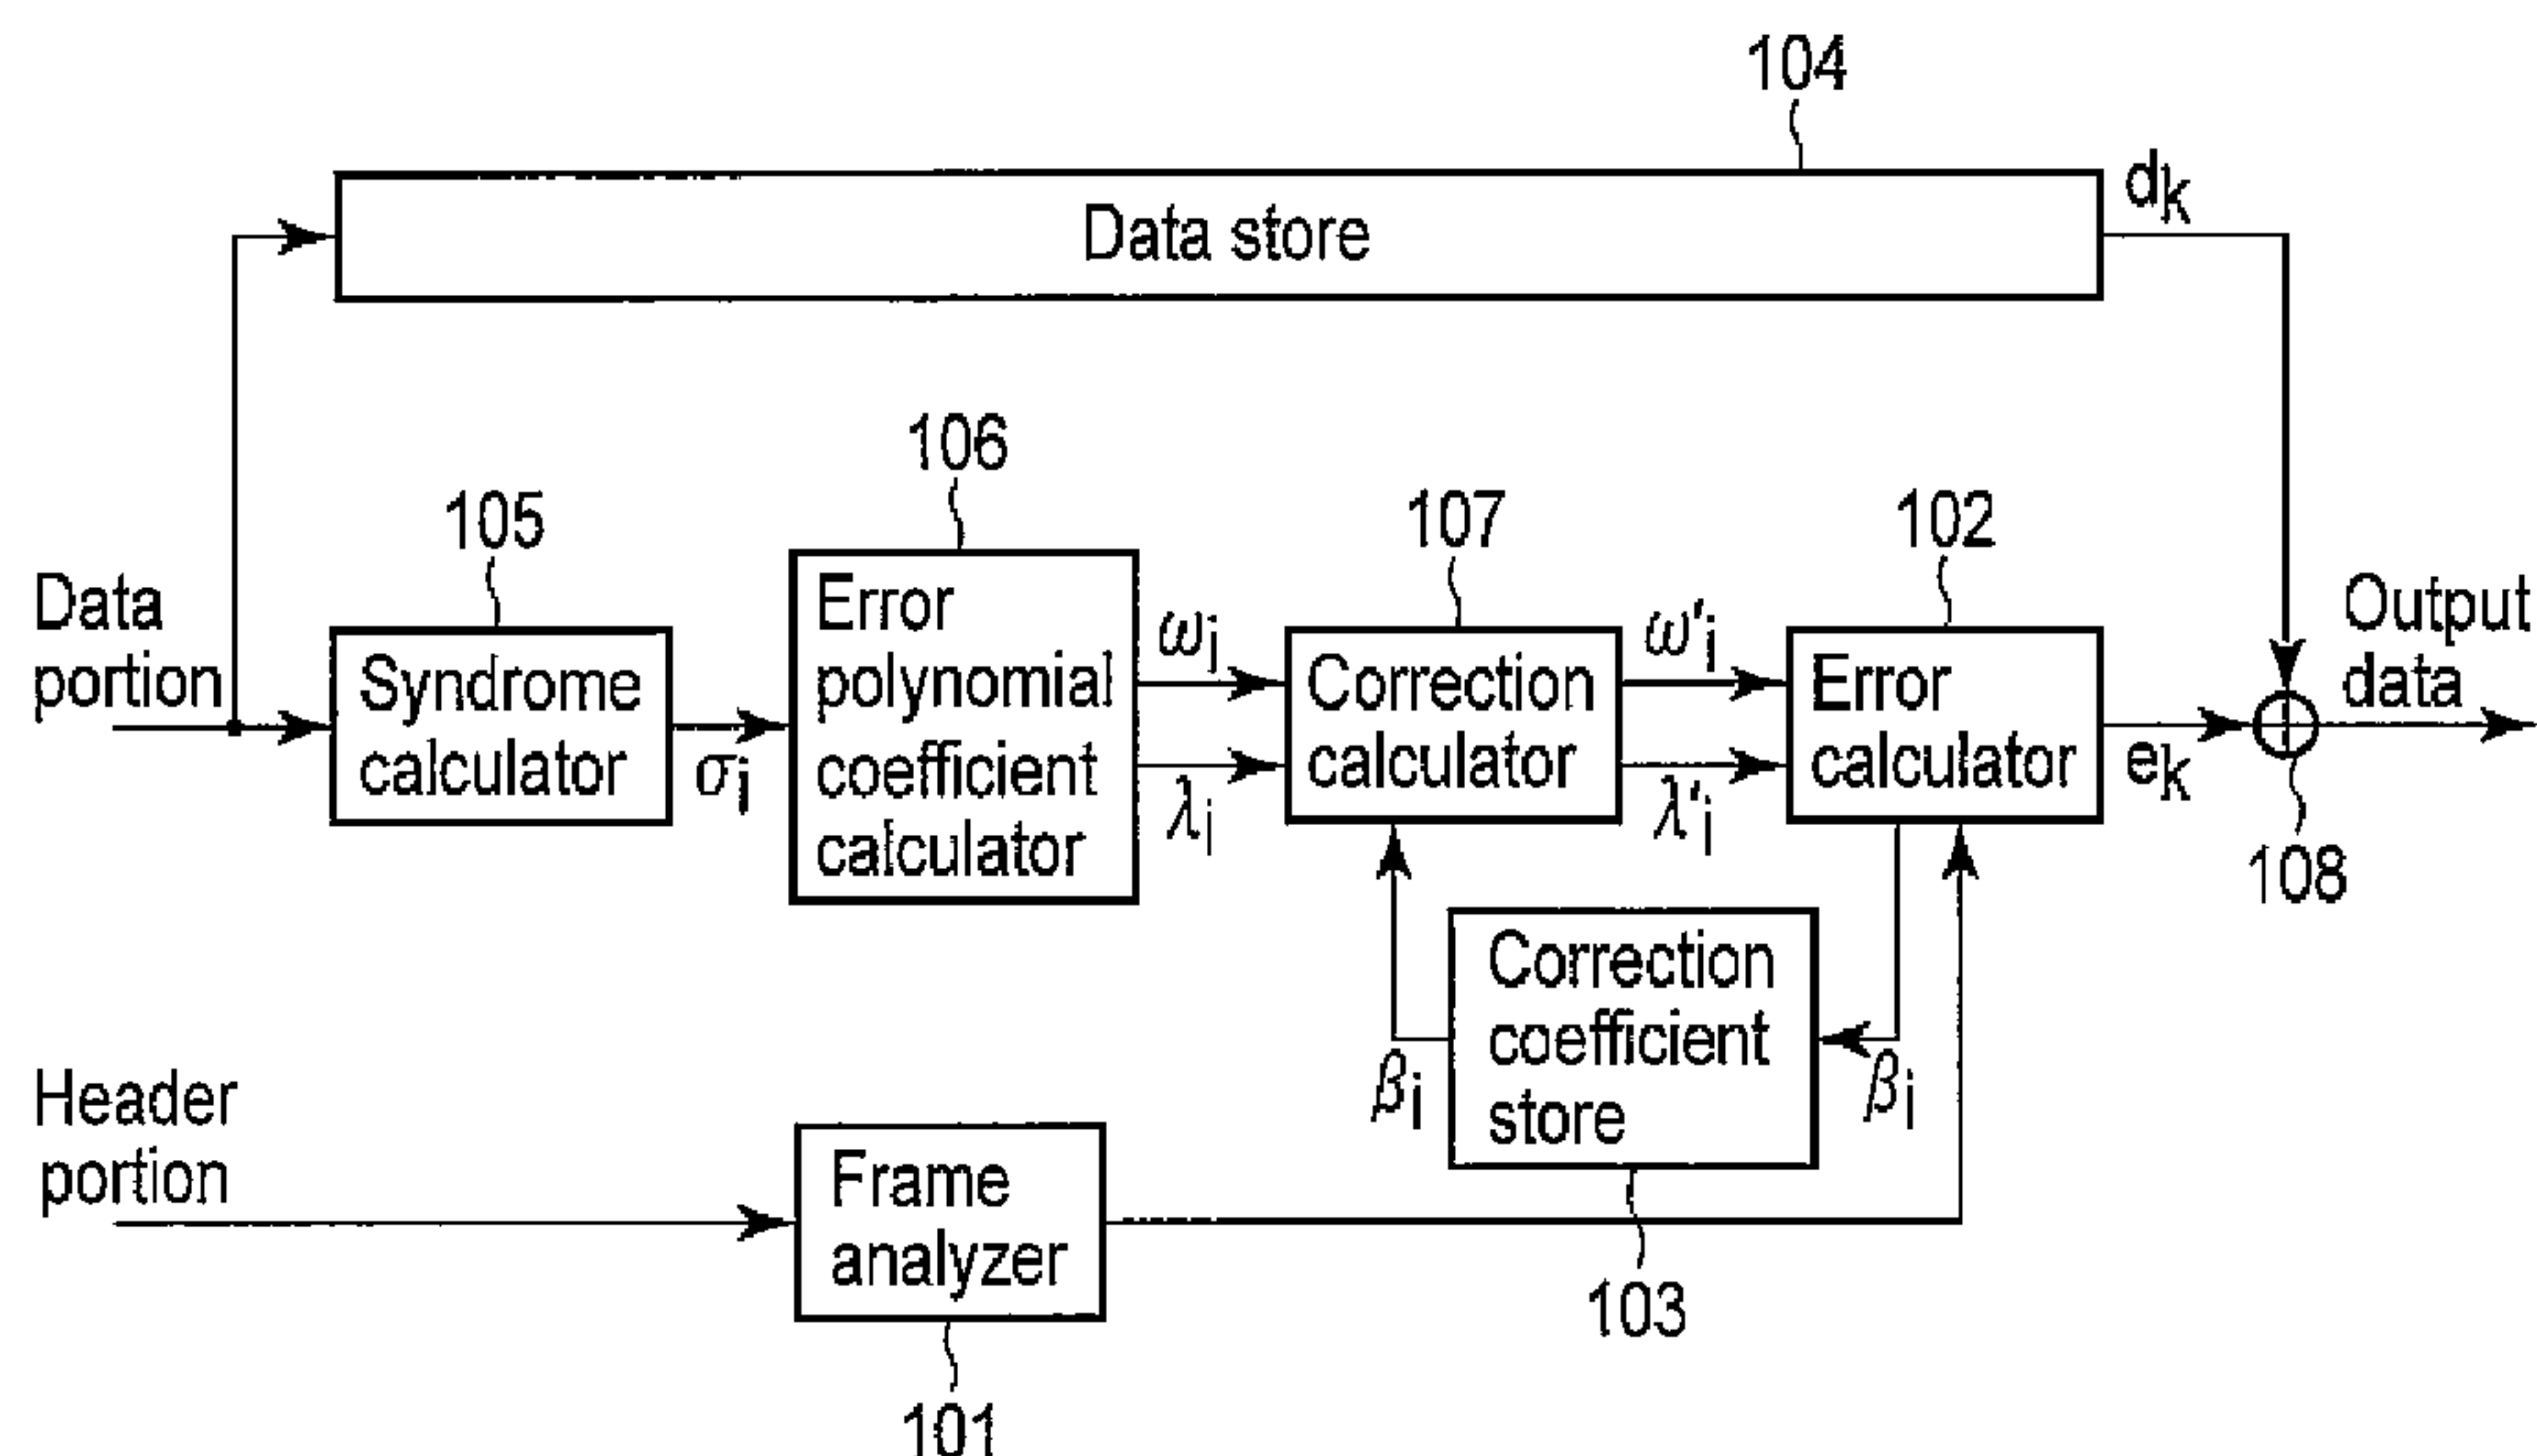 104
Data store
dk
106
105
107
102
Data
portion
Syndrome
calculator
σi
Error
polynomial
coefficient
calculator
ωi
λi
Correction
calculator
ω'i
λ'i
Error
calculator
ek
Output
data
108
Correction
coefficient
store
βi
βi
103
Header
portion
Frame
analyzer
101